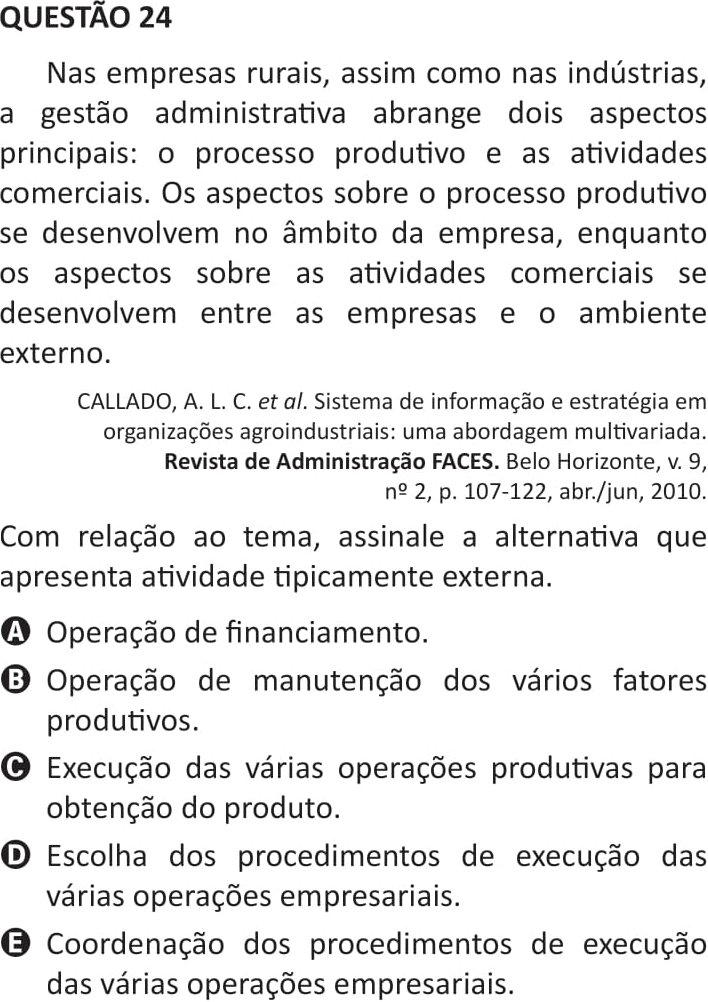 QUESTÃO 24
Nas empresas rurais, assim como nas indústrias,
a gestão administrativa abrange dois aspectos
principais: o processo produtivo e as atividades
comerciais. Os aspectos sobre o processo produtivo
se desenvolvem no âmbito da empresa, enquanto
os aspectos sobre as atividades comerciais se
desenvolvem entre as empresas e o ambiente
externo.
CALLADO, A. L. C. et al. Sistema de informação e estratégia em
organizações agroindustriais: uma abordagem multivariada.
Revista de Administração FACES. Belo Horizonte, v. 9,
nº 2, p. 107-122, abr./jun, 2010.
Com relação ao tema, assinale a alternativa que
apresenta atividade tipicamente externa.
A Operação de financiamento.
B Operação de manutenção dos vários fatores
produtivos.
C Execução das várias operações produtivas para
obtenção do produto.
D Escolha dos procedimentos de execução das
várias operações empresariais.
E Coordenação dos procedimentos de execução
das várias operações empresariais.